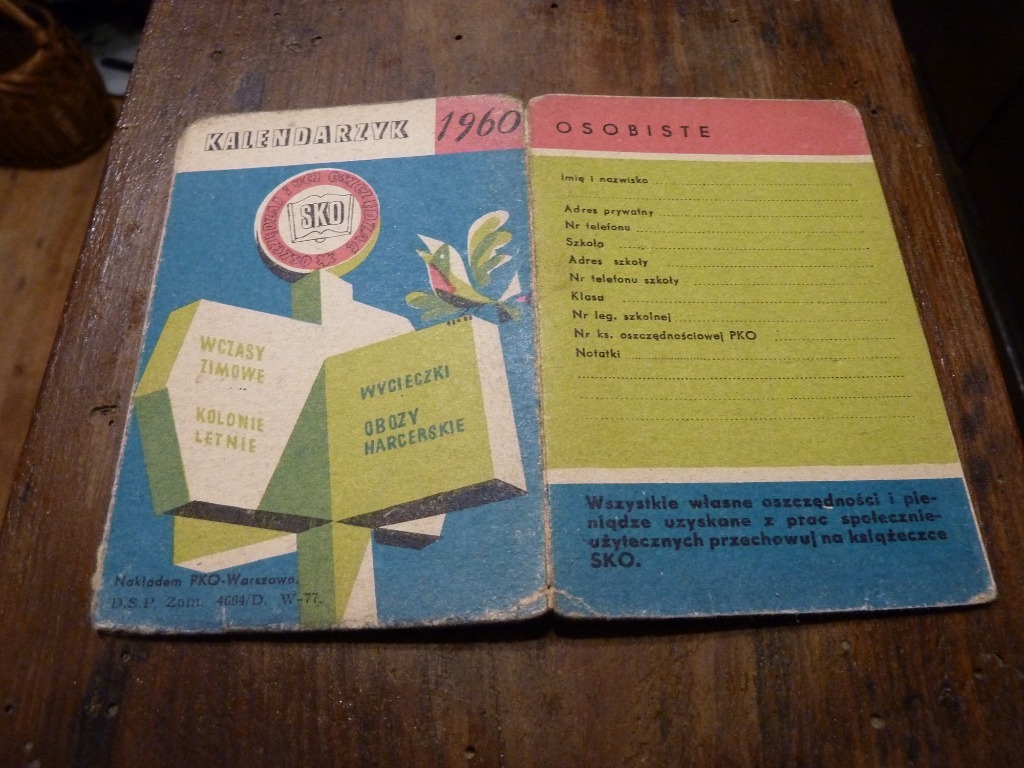 KALENDARZYK 1960
SKO
WCZASY
ZIMOWE
KOLONIE
LETNIE
WYCIECZKI
OBOZY
HARCERSKIE
Nakładem PKO-Warszawa.
D.S.P. Zam. 4664/D. W-77.
OSOBISTE
Imię i nazwisko
Adres prywatny
Nr telefonu
Szkoła
Adres szkoły
Nr telefonu szkoły
Klasa
Nr leg. szkolnej
Nr ks. oszczędnościowej PKO
Notatki
Wszystkie własne oszczędności i pie-
niądze uzyskane z prac społecznie-
użytecznych przechowuj na książeczce
SKO.